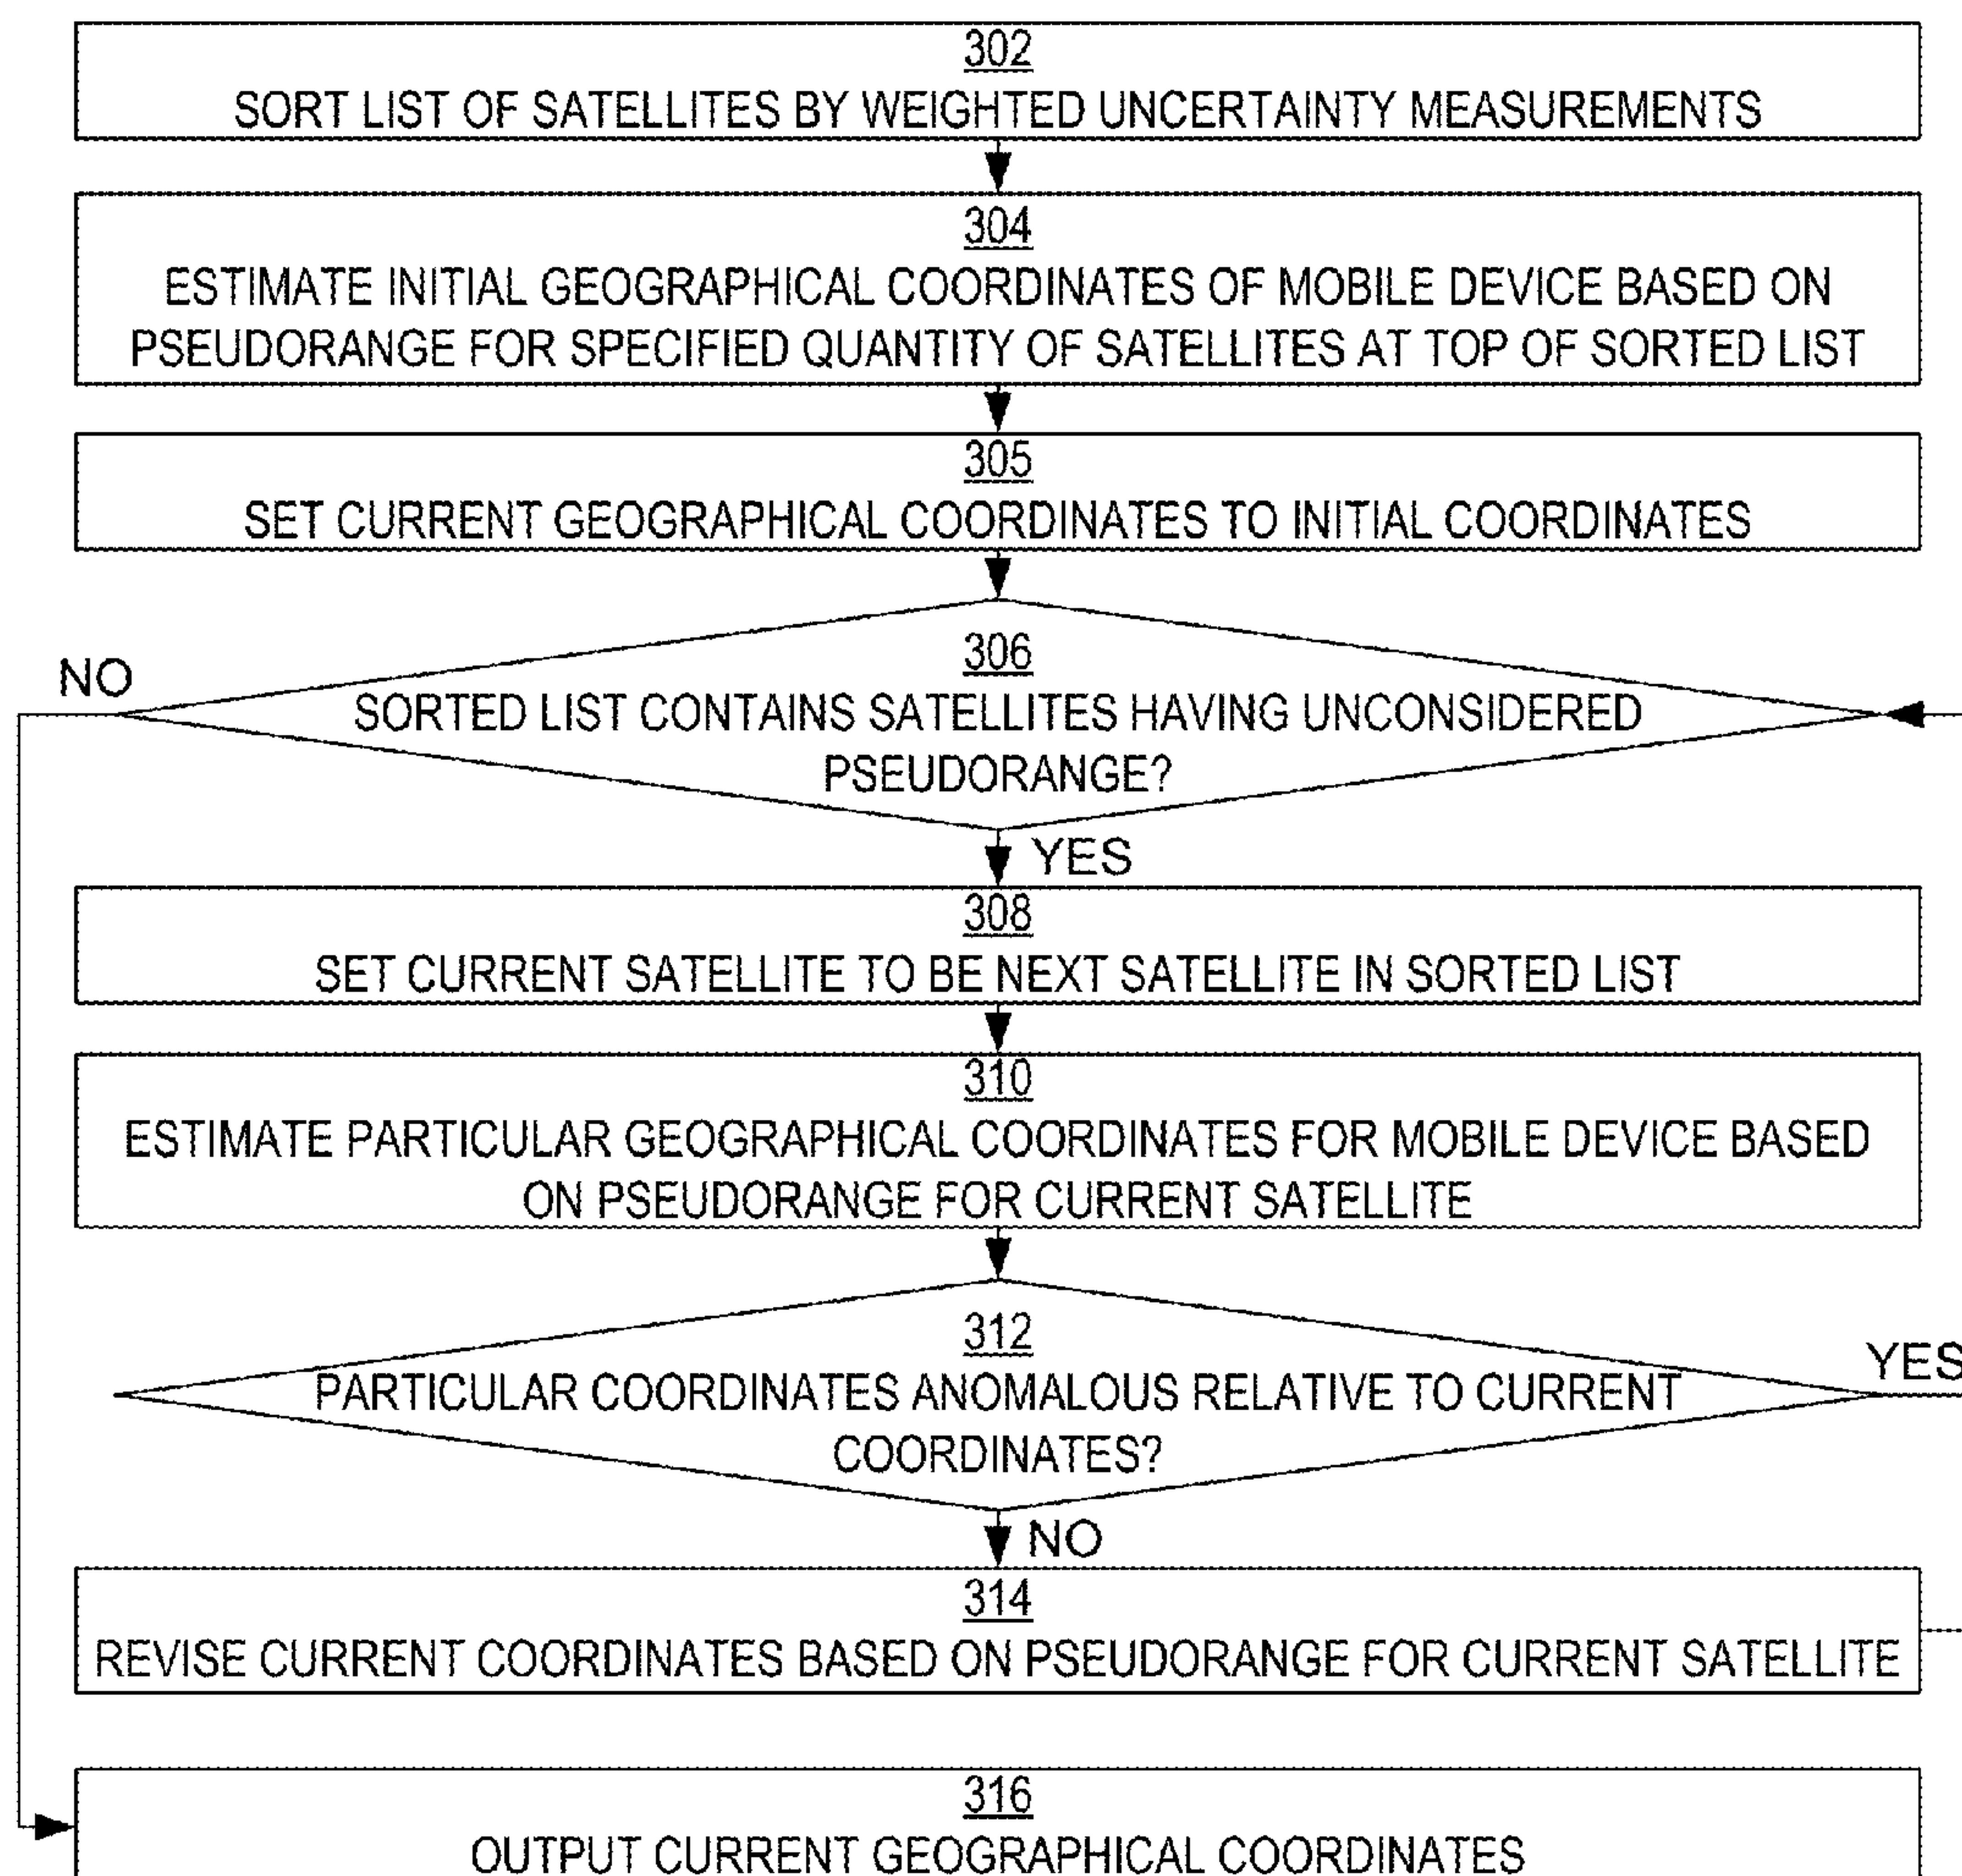 302
SORT LIST OF SATELLITES BY WEIGHTED UNCERTAINTY MEASUREMENTS
304
ESTIMATE INITIAL GEOGRAPHICAL COORDINATES OF MOBILE DEVICE BASED ON
PSEUDORANGE FOR SPECIFIED QUANTITY OF SATELLITES AT TOP OF SORTED LIST
305
SET CURRENT GEOGRAPHICAL COORDINATES TO INITIAL COORDINATES
306
NO
SORTED LIST CONTAINS SATELLITES HAVING UNCONSIDERED
PSEUDORANGE?
YES
308
SET CURRENT SATELLITE TO BE NEXT SATELLITE IN SORTED LIST
310
ESTIMATE PARTICULAR GEOGRAPHICAL COORDINATES FOR MOBILE DEVICE BASED
ON PSEUDORANGE FOR CURRENT SATELLITE
312
YES
PARTICULAR COORDINATES ANOMALOUS RELATIVE TO CURRENT
COORDINATES?
NO
314
REVISE CURRENT COORDINATES BASED ON PSEUDORANGE FOR CURRENT SATELLITE
316
OUTPUT CURRENT GEOGRAPHICAL COORDINATES